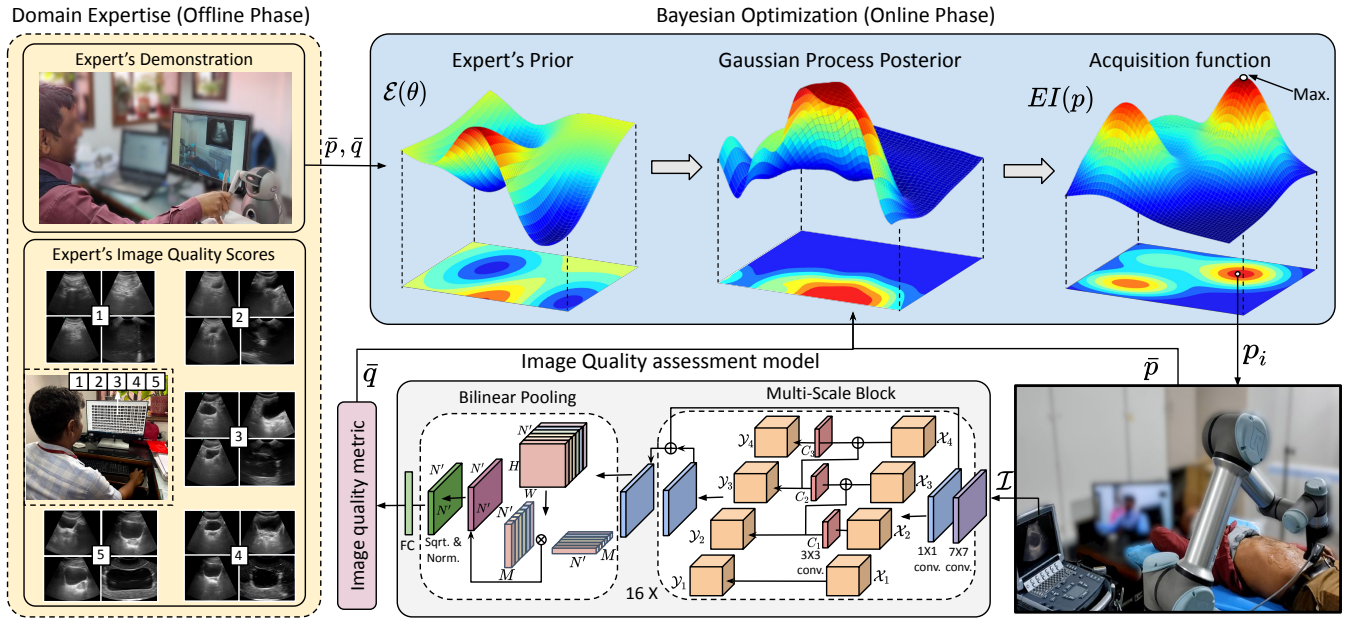 Domain Expertise (Offline Phase)
Bayesian Optimization (Online Phase)
Expert's Demonstration
Expert's Image Quality Scores
1
2
1 2 3 4 5
3
5
4
p̄, q̄
Expert's Prior
Gaussian Process Posterior
Acquisition function
ℰ(θ)
EI(p)
Max.
q̄
Image Quality assessment model
p̄
p_i
Image quality metric
Bilinear Pooling
Multi-Scale Block
N'
H
W
N'
N'
N'
N'
Sqrt. &
Norm.
FC
N'
M
N'
M
16 X
𝒴₄
C₃
𝒳₄
𝒴₃
C₂
𝒳₃
𝒴₂
C₁
𝒳₂
3X3
conv.
𝒴₁
𝒳₁
1X1
conv.
7X7
conv.
ℐ